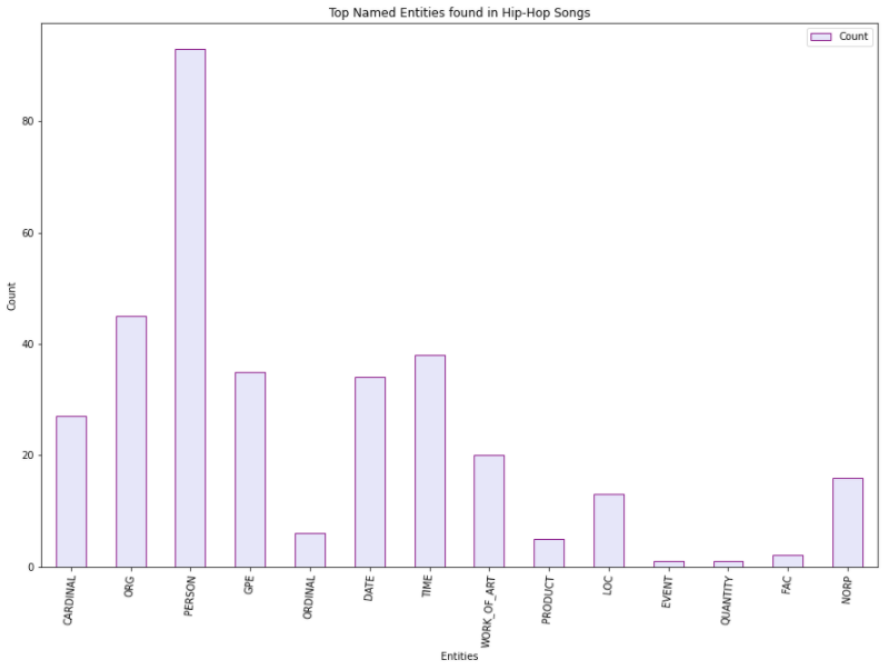 Top Named Entities found in Hip-Hop Songs
Count
80
60
40
20
0
Count
CARDINAL
ORG
PERSON
GPE
ORDINAL
DATE
TIME
WORK_OF_ART
PRODUCT
LOC
EVENT
QUANTITY
FAC
NORP
Entities